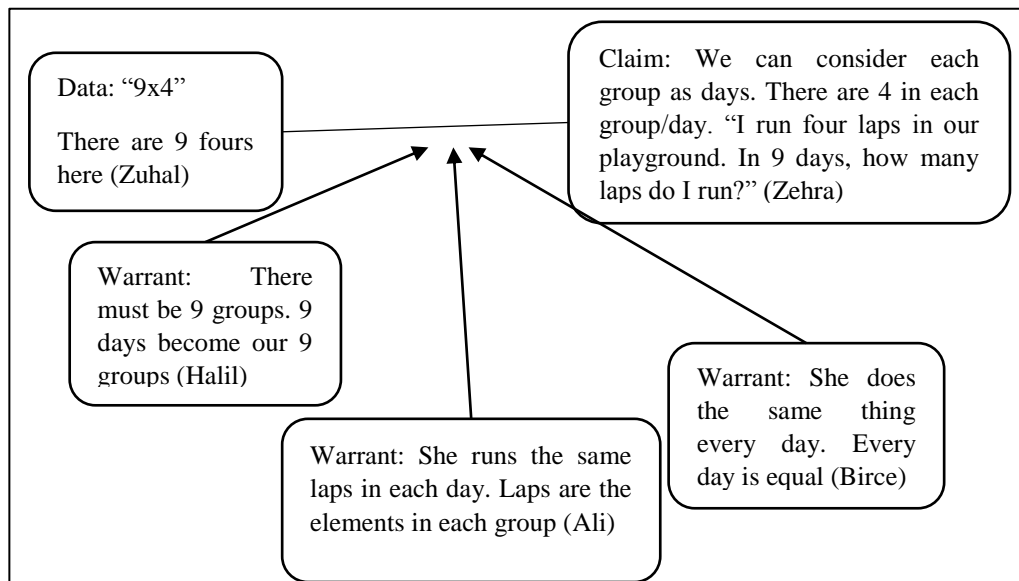 Data: “9x4”
There are 9 fours
here (Zuhal)
Claim: We can consider each
group as days. There are 4 in each
group/day. “I run four laps in our
playground. In 9 days, how many
laps do I run?” (Zehra)
Warrant: There
must be 9 groups. 9
days become our 9
groups (Halil)
Warrant: She runs the same
laps in each day. Laps are the
elements in each group (Ali)
Warrant: She does
the same thing
every day. Every
day is equal (Birce)